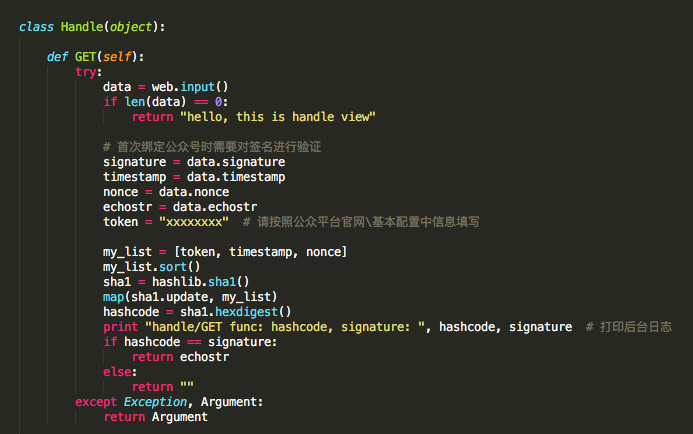 class Handle(object):
def GET(self):
try:
data = web.input()
if len(data) == 0:
return "hello, this is handle view"
# 首次绑定公众号时需要对签名进行验证
signature = data.signature
timestamp = data.timestamp
nonce = data.nonce
echostr = data.echostr
token = "xxxxxxxx"  # 请按照公众平台官网\基本配置中信息填写
my_list = [token, timestamp, nonce]
my_list.sort()
sha1 = hashlib.sha1()
map(sha1.update, my_list)
hashcode = sha1.hexdigest()
print "handle/GET func: hashcode, signature: ", hashcode, signature  # 打印后台日志
if hashcode == signature:
return echostr
else:
return ""
except Exception, Argument:
return Argument